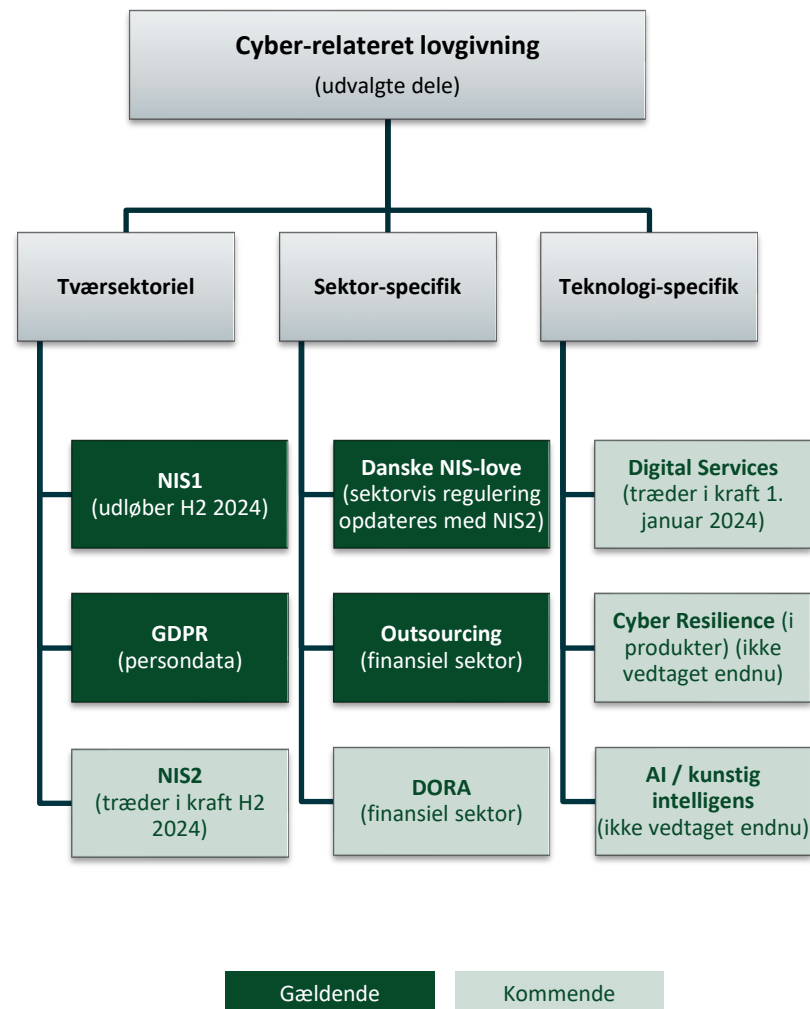 Cyber-relateret lovgivning
(udvalgte dele)
Tværsektoriel
Sektor-specifik
Teknologi-specifik
NIS1
(udløber H2 2024)
Danske NIS-love
(sektorvis regulering
opdateres med NIS2)
Digital Services
(træder i kraft 1.
januar 2024)
GDPR
(persondata)
Outsourcing
(finansiel sektor)
Cyber Resilience (i
produkter) (ikke
vedtaget endnu)
NIS2
(træder i kraft H2
2024)
DORA
(finansiel sektor)
AI / kunstig
intelligens
(ikke vedtaget endnu)
Gældende
Kommende